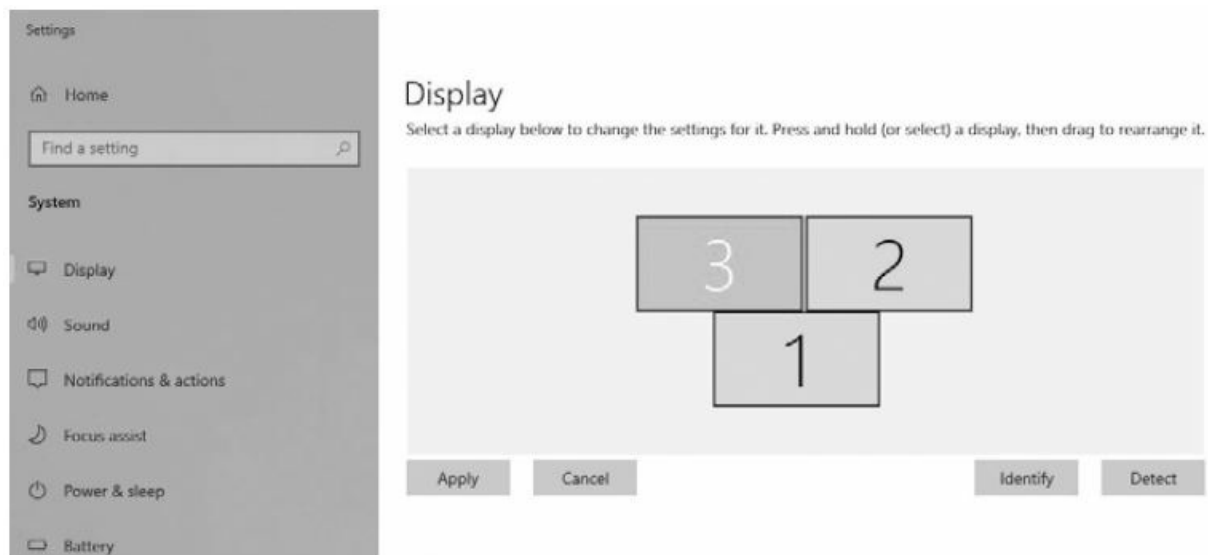 Settings
Home
Find a setting
System
Display
Sound
Notifications & actions
Focus assist
Power & sleep
Battery
Display
Select a display below to change the settings for it. Press and hold (or select) a display, then drag to rearrange it.
3 2
1
Apply Cancel Identify Detect